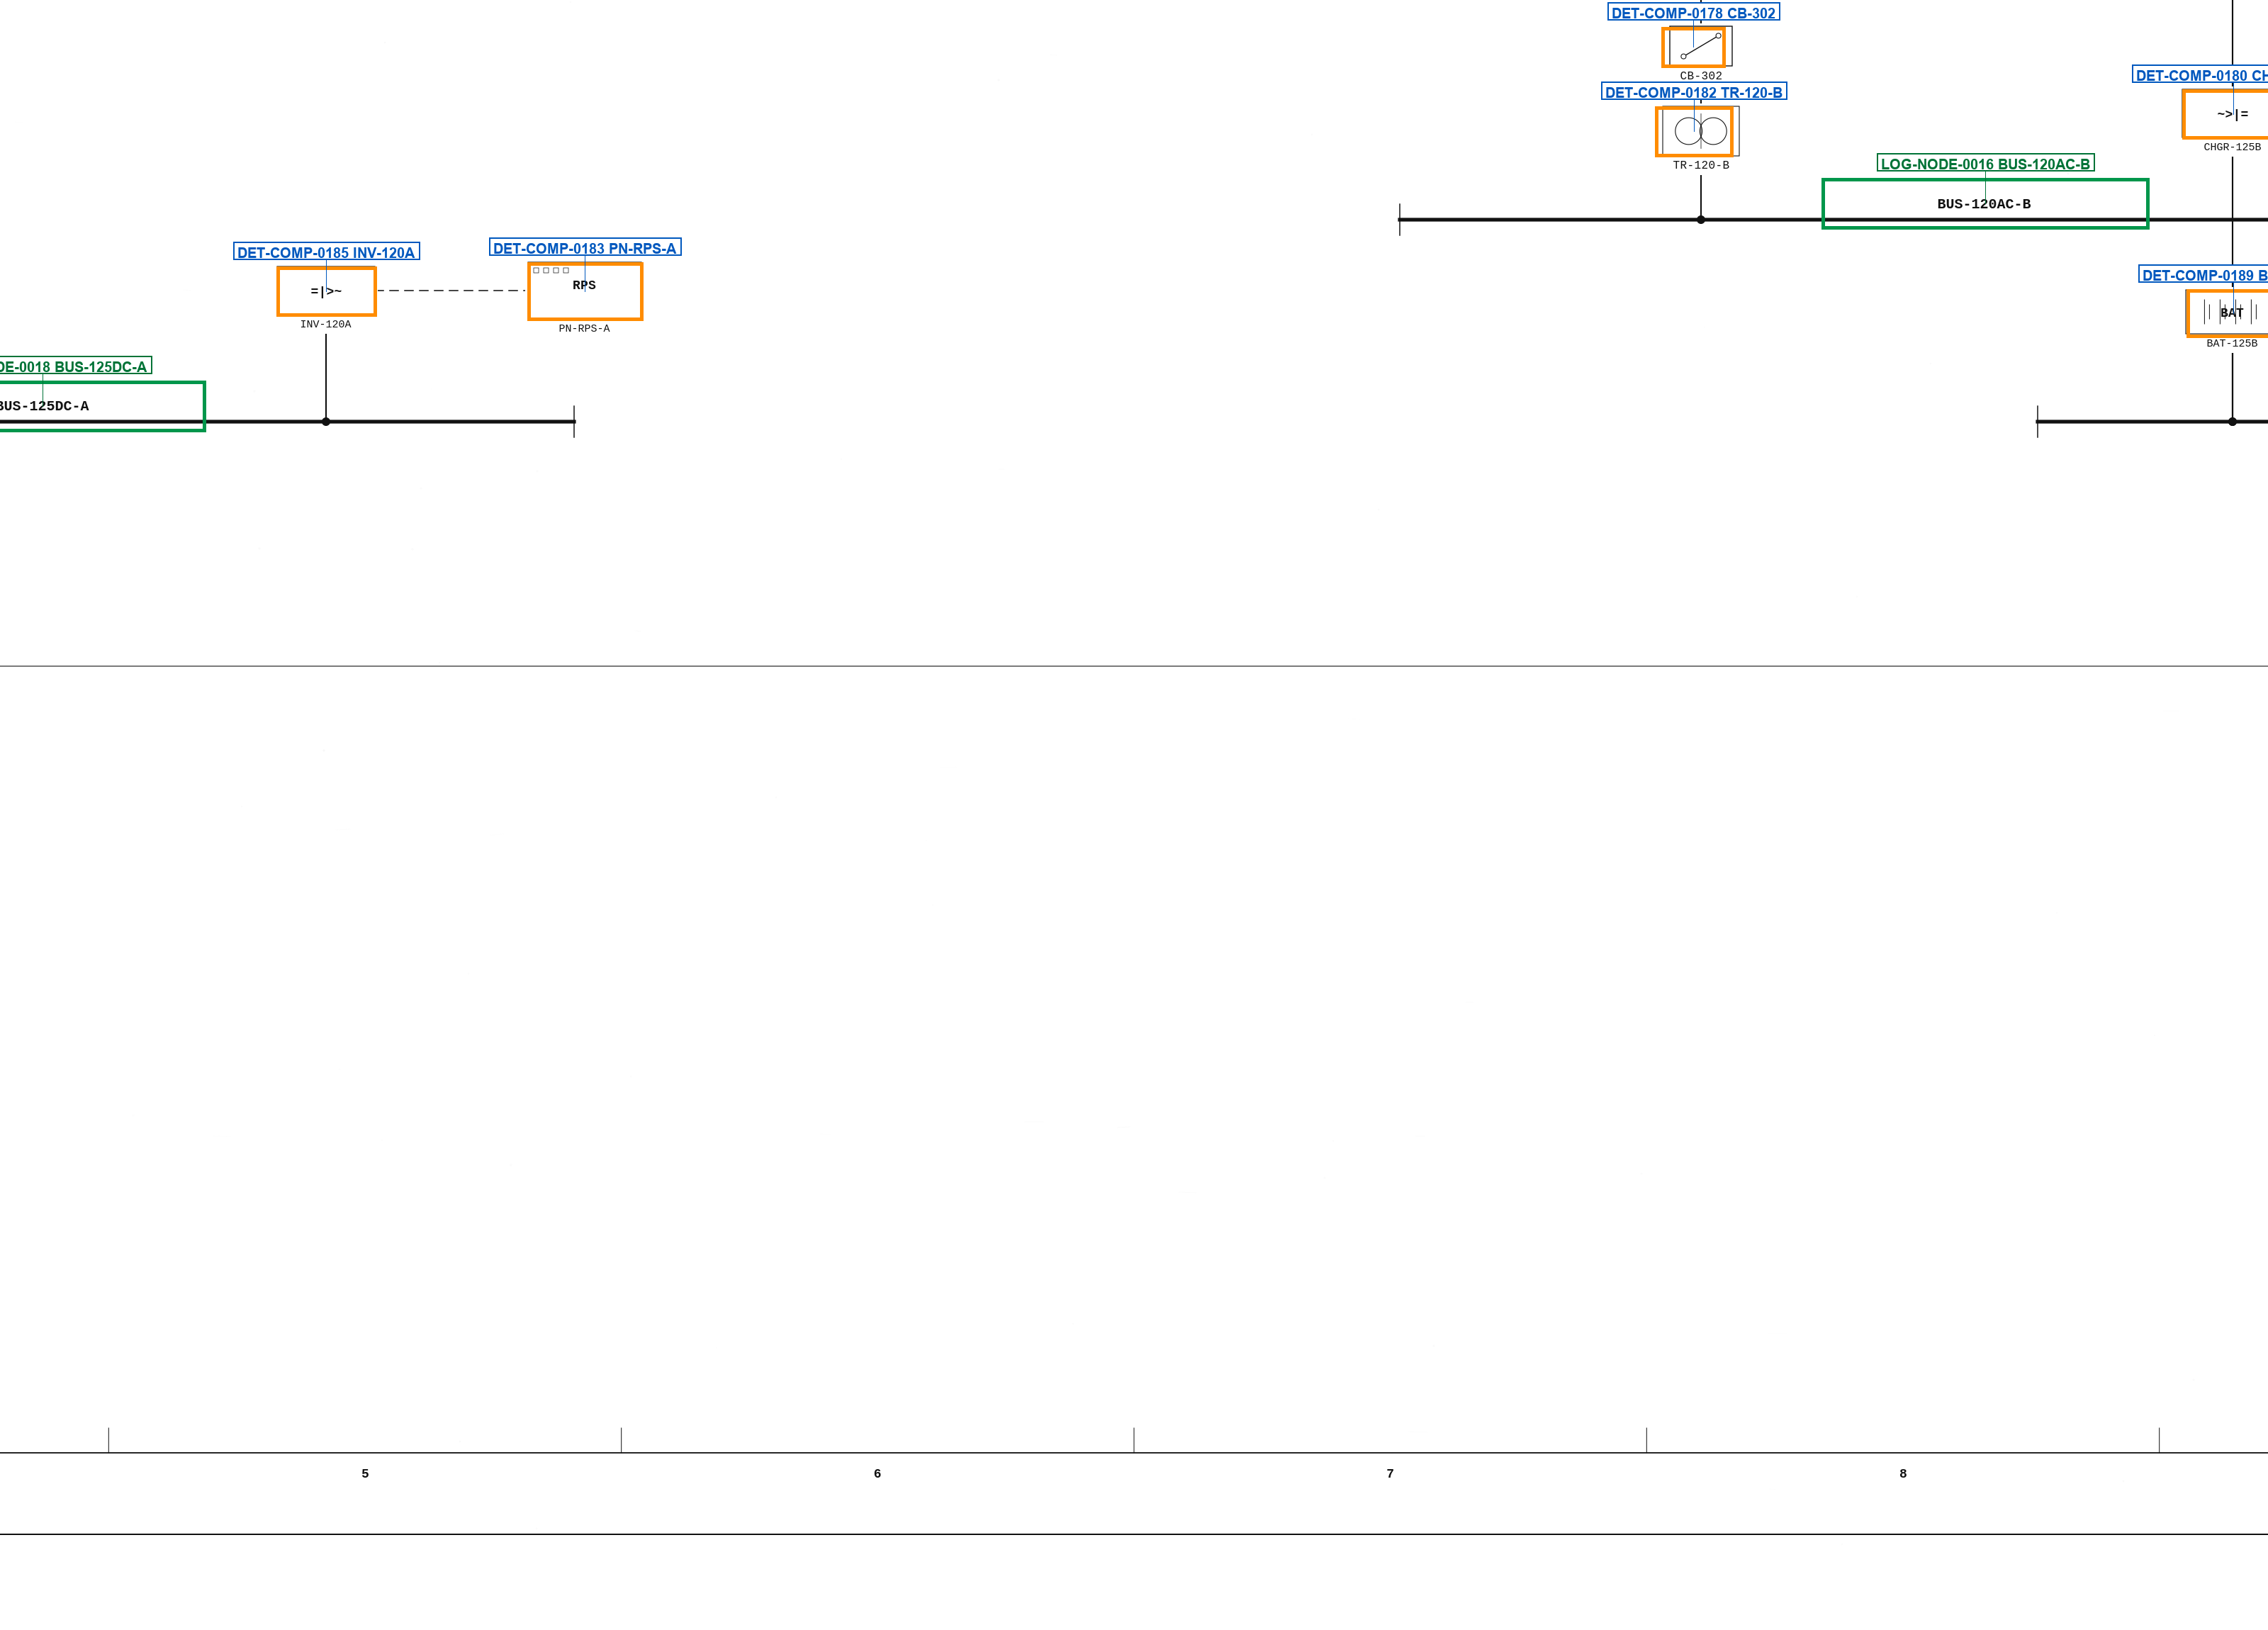 DET-COMP-0178 CB-302
CB-302
DET-COMP-0180 CH
DET-COMP-0182 TR-120-B
~>|=
CHGR-125B
TR-120-B
LOG-NODE-0016 BUS-120AC-B
BUS-120AC-B
DET-COMP-0185 INV-120A
DET-COMP-0183 PN-RPS-A
DET-COMP-0189 B
=|>~
RPS
BAT
INV-120A
PN-RPS-A
BAT-125B
DE-0018 BUS-125DC-A
BUS-125DC-A
5 6 7 8